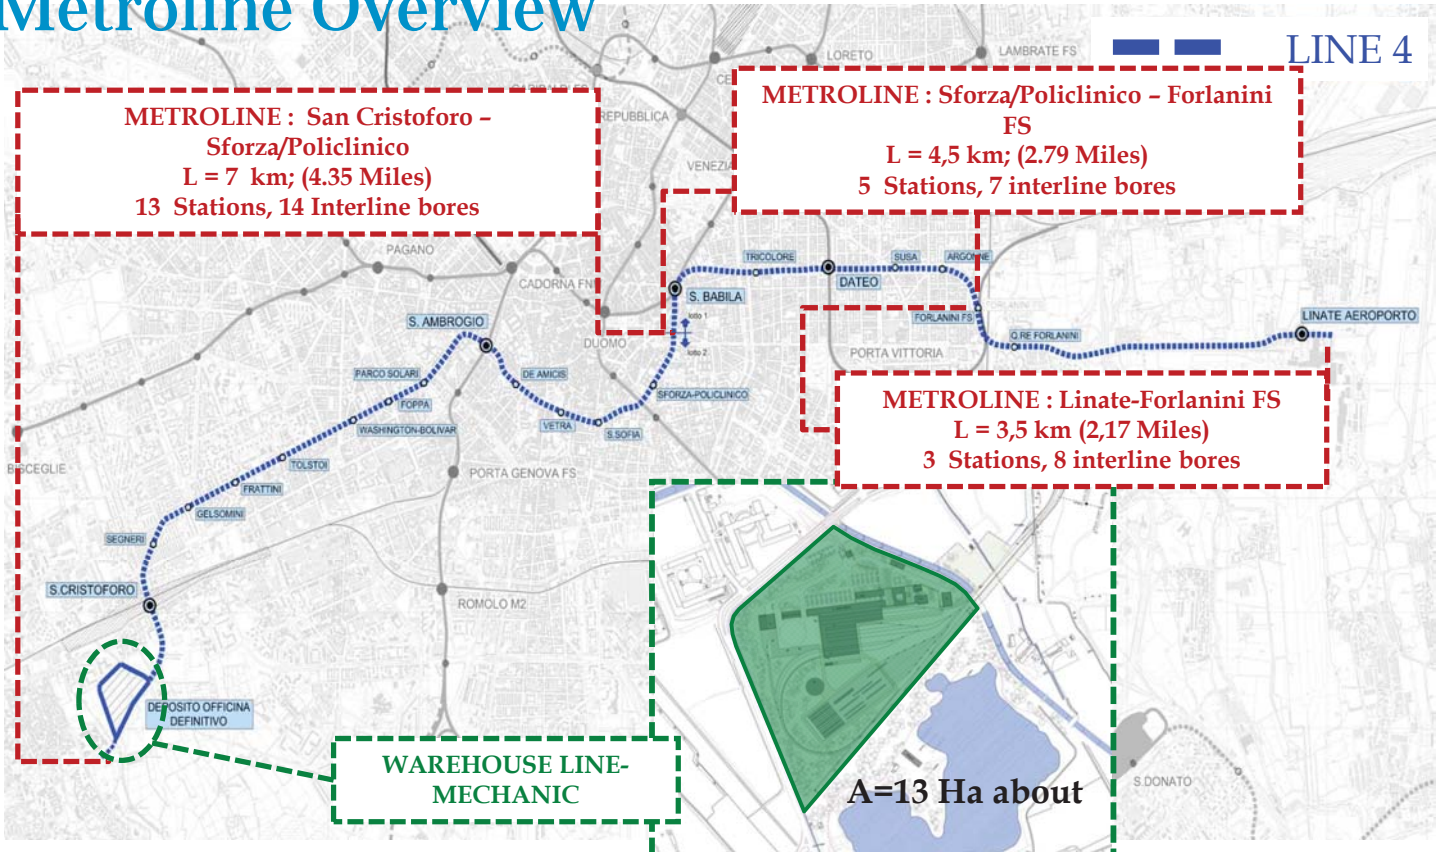 Metroline Overview
LINE 4
LORETO
LAMBRATE FS
METROLINE : San Cristoforo –
Sforza/Policlinico
L = 7 km; (4.35 Miles)
13 Stations, 14 Interline bores
REPUBBLICA
VENEZIA
METROLINE : Sforza/Policlinico – Forlanini
FS
L = 4,5 km; (2.79 Miles)
5 Stations, 7 interline bores
PAGANO
CADORNA FN
TRICOLORE
SUSA
ARGONNE
DATEO
S. BABILA
lotto 1
lotto 2
S. AMBROGIO
DUOMO
FORLANINI FS
LINATE AEROPORTO
Q.RE FORLANINI
PORTA VITTORIA
PARCO SOLARI
DE AMICIS
SFORZA-POLICLINICO
FOPPA
WASHINGTON-BOLIVAR
VETRA
S.SOFIA
METROLINE : Linate-Forlanini FS
L = 3,5 km (2,17 Miles)
3 Stations, 8 interline bores
BISCEGLIE
TOLSTOI
PORTA GENOVA FS
FRATTINI
GELSOMINI
SEGNERI
S.CRISTOFORO
ROMOLO M2
DEPOSITO OFFICINA
DEFINITIVO
WAREHOUSE LINE-
MECHANIC
A=13 Ha about
S.DONATO